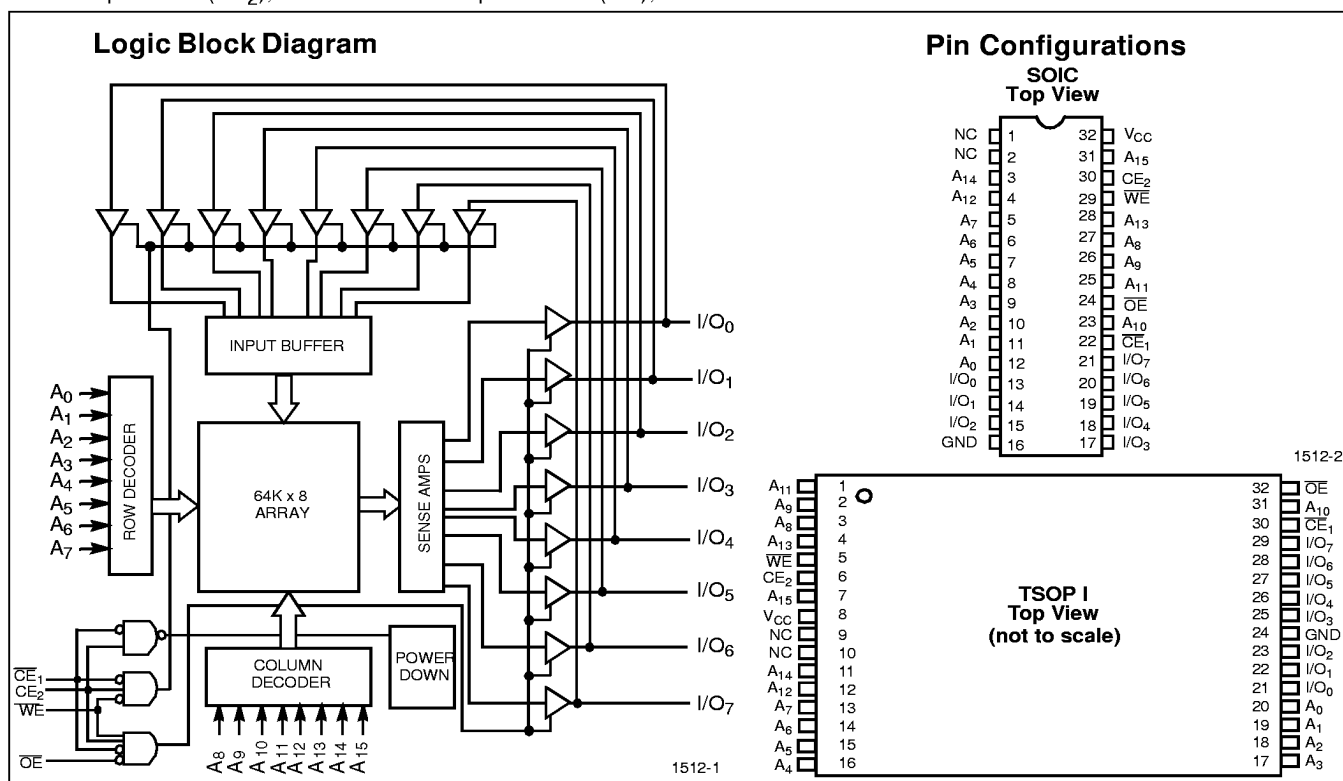 Logic Block Diagram
INPUT BUFFER
A0
A1
A2
A3
A4
A5
A6
A7
ROW DECODER
64K x 8
ARRAY
SENSE AMPS
I/O0
I/O1
I/O2
I/O3
I/O4
I/O5
I/O6
I/O7
COLUMN
DECODER
POWER
DOWN
C̅E̅1
CE2
W̅E̅
O̅E̅
A8
A9
A10
A11
A12
A13
A14
A15
1512-1
Pin Configurations
SOIC
Top View
NC 1 32 VCC
NC 2 31 A15
A14 3 30 CE2
A12 4 29 W̅E̅
A7 5 28 A13
A6 6 27 A8
A5 7 26 A9
A4 8 25 A11
A3 9 24 O̅E̅
A2 10 23 A10
A1 11 22 C̅E̅1
A0 12 21 I/O7
I/O0 13 20 I/O6
I/O1 14 19 I/O5
I/O2 15 18 I/O4
GND 16 17 I/O3
1512-2
TSOP I
Top View
(not to scale)
A11 1 32 O̅E̅
A9 2 31 A10
A8 3 30 C̅E̅1
A13 4 29 I/O7
W̅E̅ 5 28 I/O6
CE2 6 27 I/O5
A15 7 26 I/O4
VCC 8 25 I/O3
NC 9 24 GND
NC 10 23 I/O2
A14 11 22 I/O1
A12 12 21 I/O0
A7 13 20 A0
A6 14 19 A1
A5 15 18 A2
A4 16 17 A3